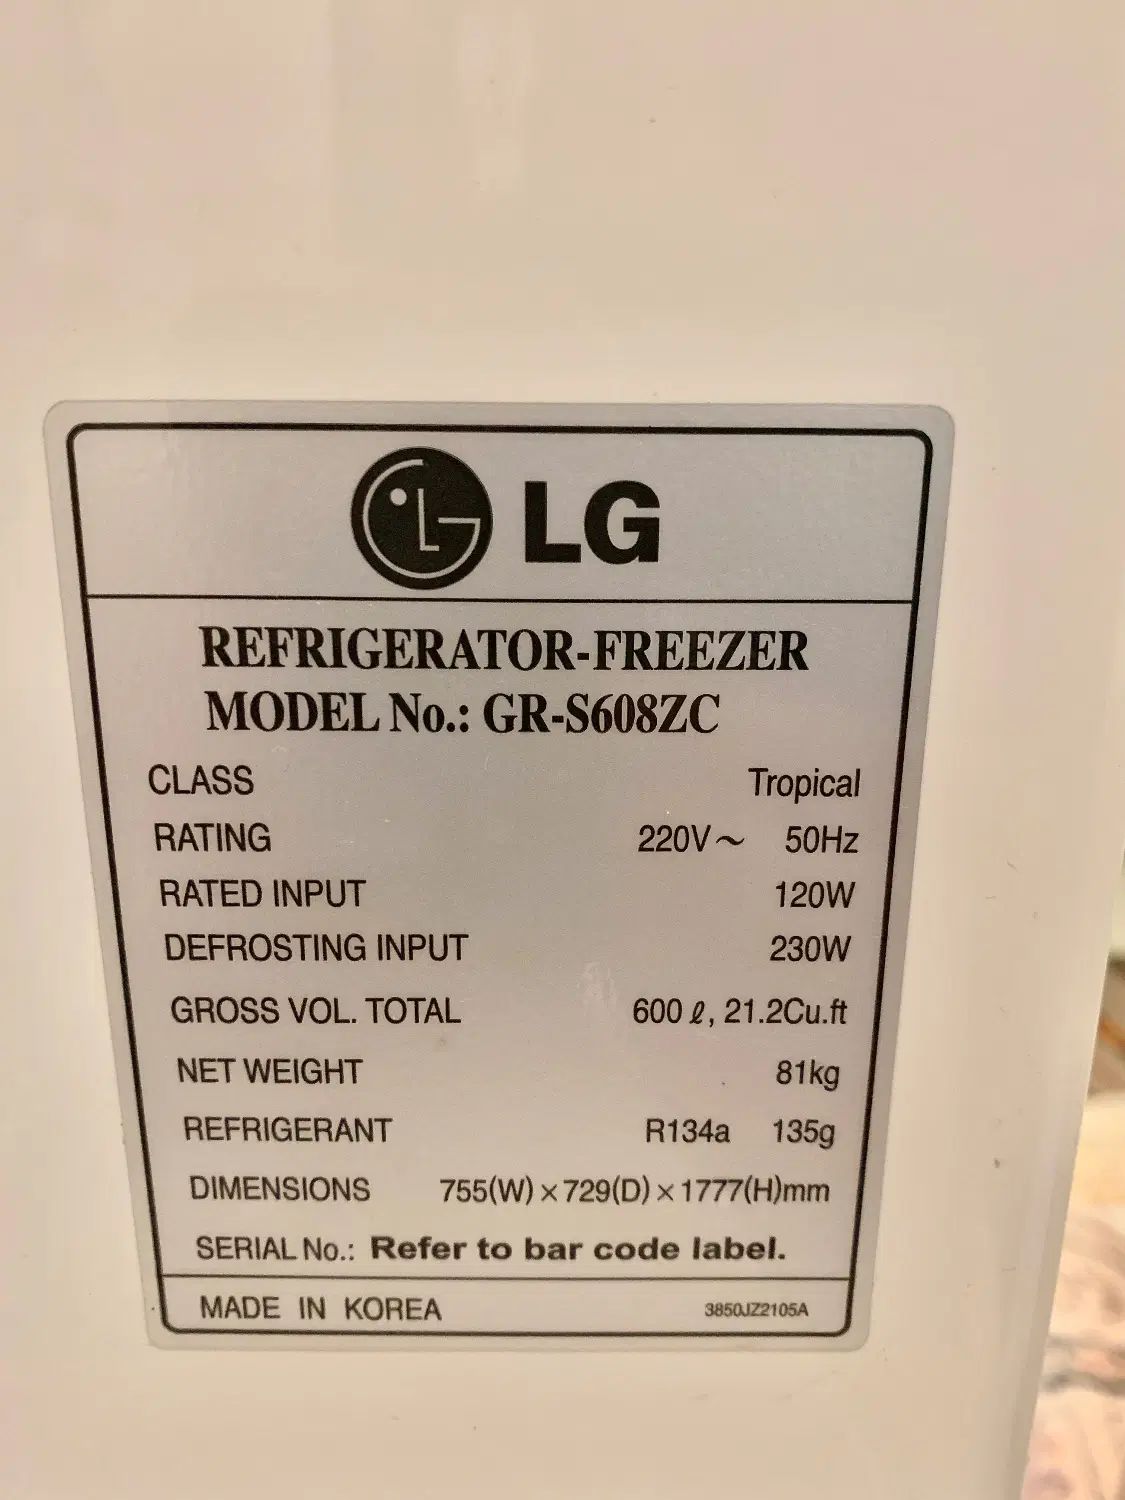 LG
REFRIGERATOR-FREEZER
MODEL No.: GR-S608ZC
CLASS Tropical
RATING 220V～ 50Hz
RATED INPUT 120W
DEFROSTING INPUT 230W
GROSS VOL. TOTAL 600 ℓ, 21.2Cu.ft
NET WEIGHT 81kg
REFRIGERANT R134a 135g
DIMENSIONS 755(W)×729(D)×1777(H)mm
SERIAL No.: Refer to bar code label.
MADE IN KOREA 3850JZ2105A